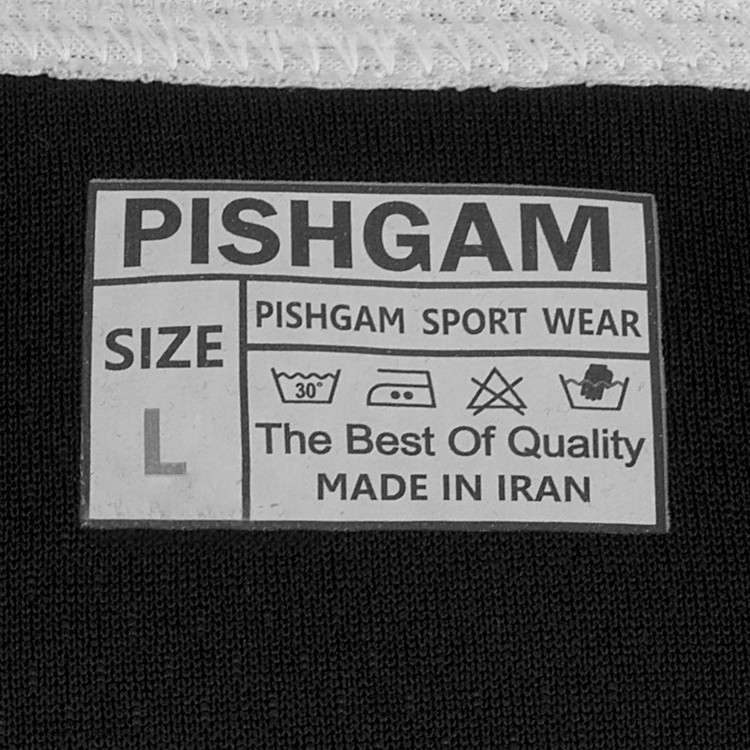 PISHGAM
SIZE
L
PISHGAM SPORT WEAR
30°
The Best Of Quality
MADE IN IRAN